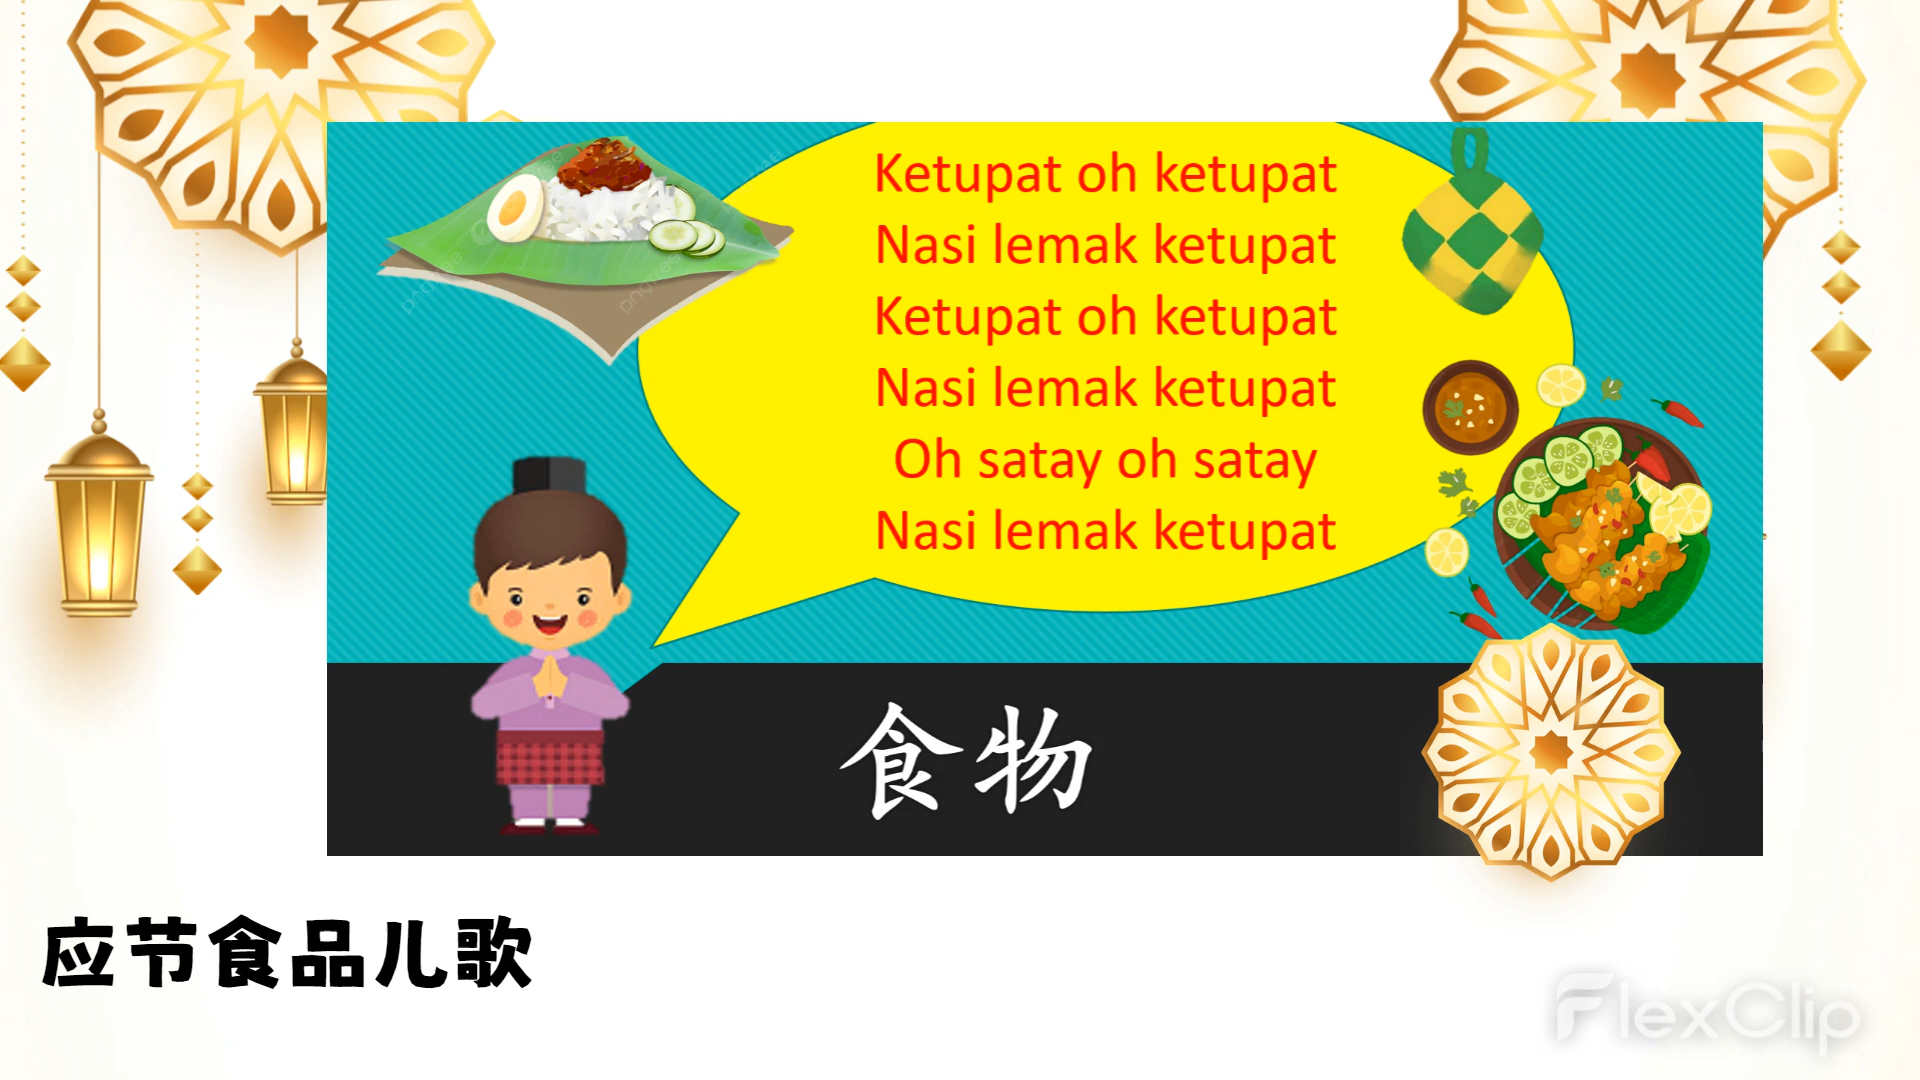 Ketupat oh ketupat
Nasi lemak ketupat
Ketupat oh ketupat
Nasi lemak ketupat
Oh satay oh satay
Nasi lemak ketupat
食物
应节食品儿歌
FlexClip